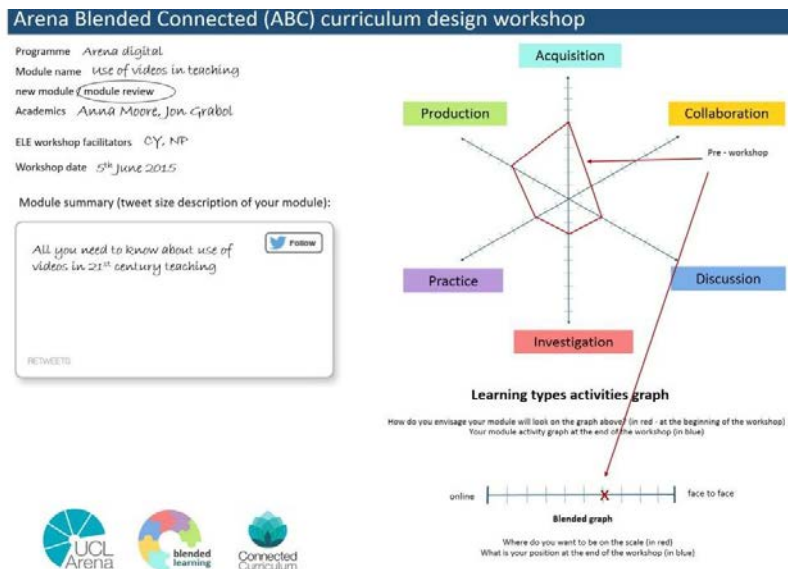 Arena Blended Connected (ABC) curriculum design workshop
Programme Arena digital
Module name use of videos in teaching
new module / module review
Academics Anna Moore, Jon Grabol
ELE workshop facilitators CY, NP
Workshop date 5th June 2015
Module summary (tweet size description of your module):
Follow
All you need to know about use of
videos in 21st century teaching
RETWEETS
Acquisition
Production
Collaboration
Pre - workshop
Practice
Discussion
Investigation
Learning types activities graph
How do you envisage your module will look on the graph above? (in red - at the beginning of the workshop)
Your module activity graph at the end of the workshop (in blue)
online
X
face to face
Blended graph
Where do you want to be on the scale (in red)
What is your position at the end of the workshop (in blue)
UCL
Arena
blended
learning
Connected
Curriculum